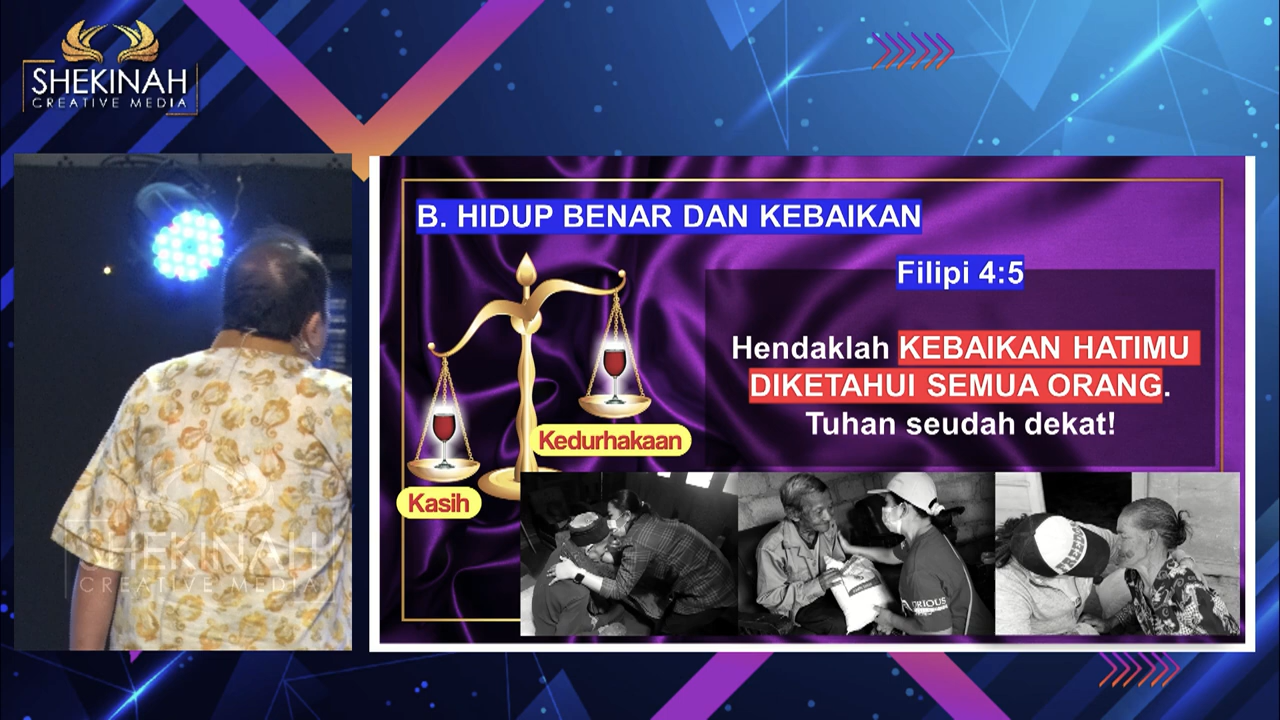 SHEKINAH
CREATIVE MEDIA
B. HIDUP BENAR DAN KEBAIKAN
Filipi 4:5
Hendaklah KEBAIKAN HATIMU
DIKETAHUI SEMUA ORANG.
Tuhan seudah dekat!
Kedurhakaan
Kasih
FREEDOM
SHEKINAH
CREATIVE MEDIA